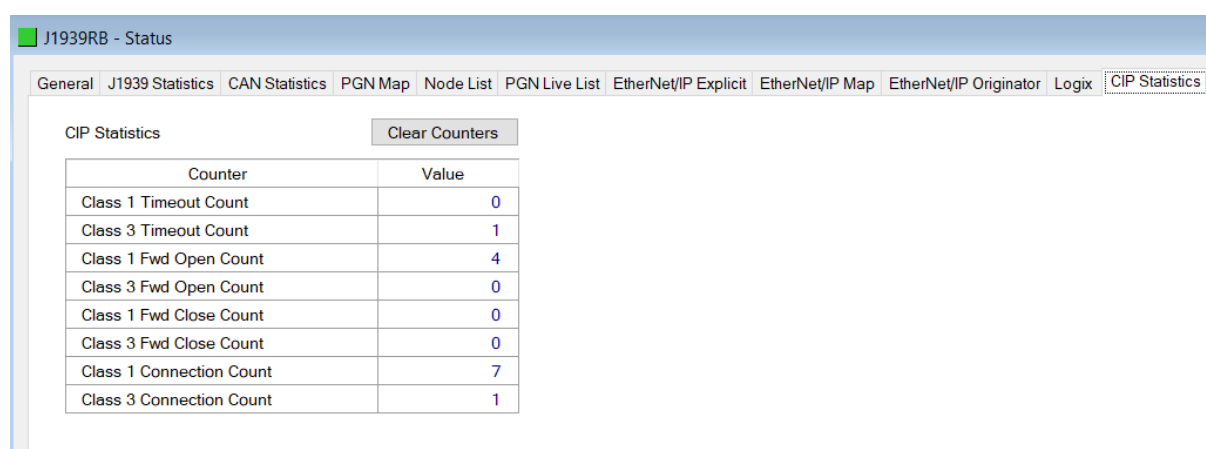 J1939RB - Status
General J1939 Statistics CAN Statistics PGN Map Node List PGN Live List EtherNet/IP Explicit EtherNet/IP Map EtherNet/IP Originator Logix CIP Statistics
CIP Statistics Clear Counters
Counter Value
Class 1 Timeout Count 0
Class 3 Timeout Count 1
Class 1 Fwd Open Count 4
Class 3 Fwd Open Count 0
Class 1 Fwd Close Count 0
Class 3 Fwd Close Count 0
Class 1 Connection Count 7
Class 3 Connection Count 1